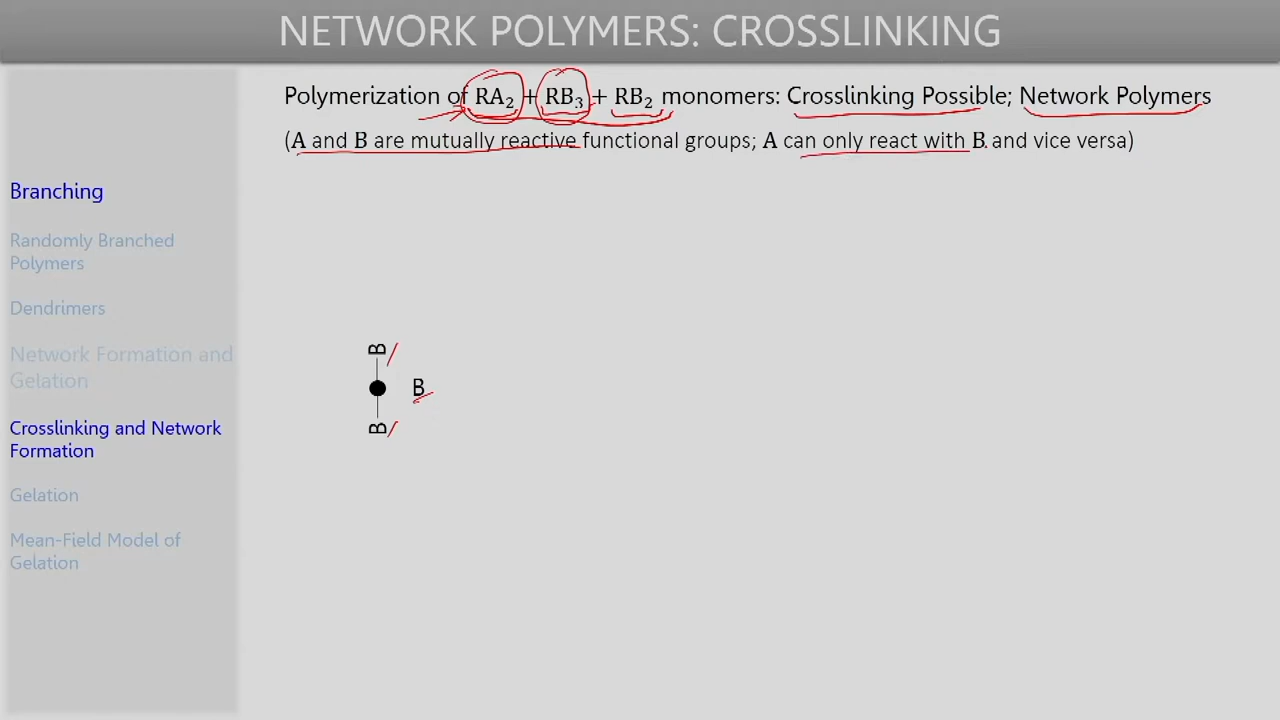 NETWORK POLYMERS: CROSSLINKING
Polymerization of RA₂ + RB₃ + RB₂ monomers: Crosslinking Possible; Network Polymers
(A and B are mutually reactive functional groups; A can only react with B and vice versa)
Branching
Randomly Branched
Polymers
Dendrimers
Network Formation and
Gelation
Crosslinking and Network
Formation
Gelation
Mean-Field Model of
Gelation
B
B
B